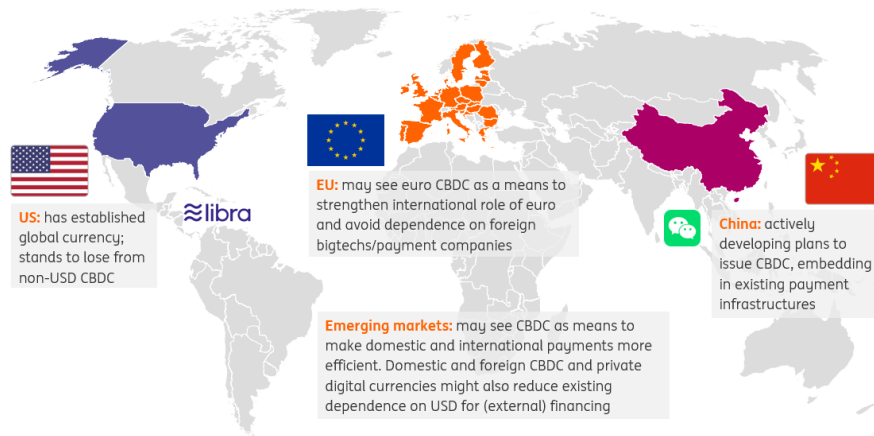 US: has established
global currency;
stands to lose from
non-USD CBDC
libra
EU: may see euro CBDC as a means to
strengthen international role of euro
and avoid dependence on foreign
bigtechs/payment companies
China: actively
developing plans to
issue CBDC, embedding
in existing payment
infrastructures
Emerging markets: may see CBDC as means to
make domestic and international payments more
efficient. Domestic and foreign CBDC and private
digital currencies might also reduce existing
dependence on USD for (external) financing